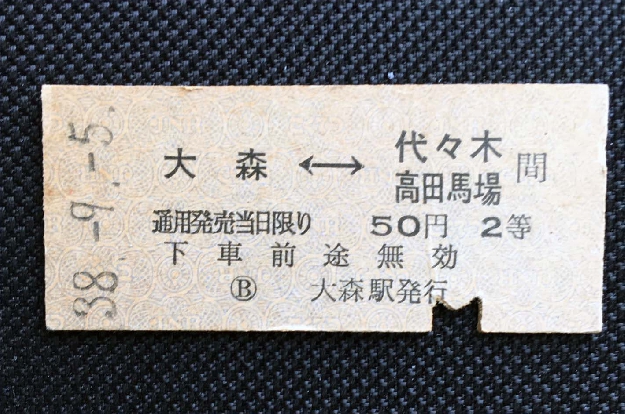 38.-9.-5.
大森 ⟷ 代々木 高田馬場 間
通用発売当日限り 50円 2等
下車前途無効
Ⓑ 大森駅発行